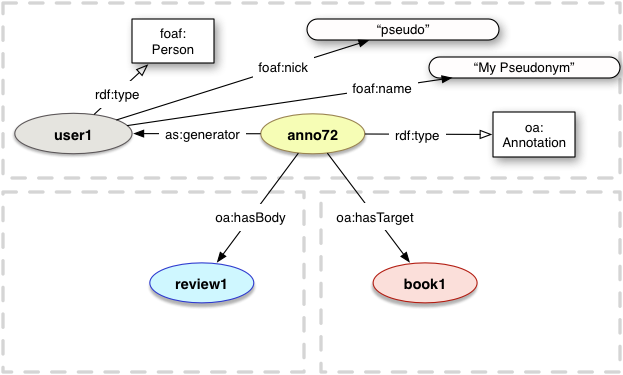 foaf:
Person
“pseudo”
foaf:nick
“My Pseudonym”
rdf:type
foaf:name
user1
as:generator
anno72
rdf:type
oa:
Annotation
oa:hasBody
oa:hasTarget
review1
book1